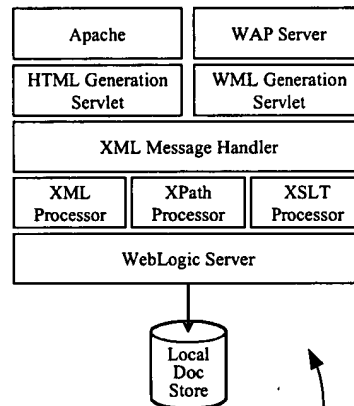 Apache
WAP Server
HTML Generation
Servlet
WML Generation
Servlet
XML Message Handler
XML
Processor
XPath
Processor
XSLT
Processor
WebLogic Server
Local
Doc
Store